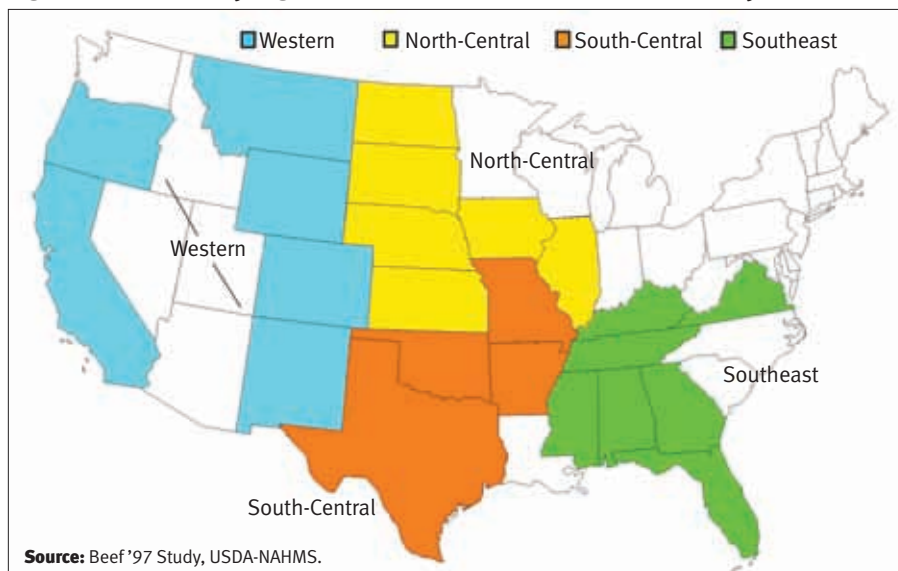 Western North-Central South-Central Southeast
North-Central
Western
Southeast
South-Central
Source: Beef ’97 Study, USDA-NAHMS.